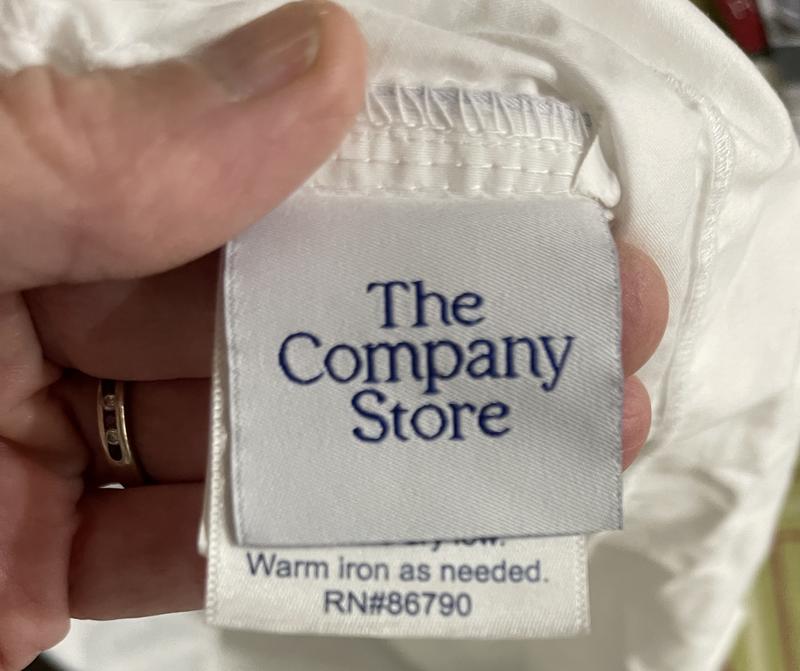 The
Company
Store
Warm iron as needed.
RN#86790